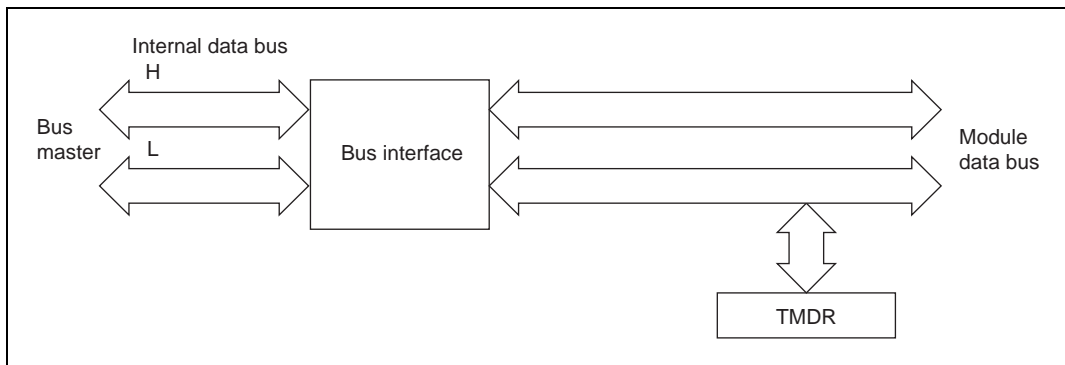 Internal data bus
H
Bus
master
L
Bus interface
Module
data bus
TMDR